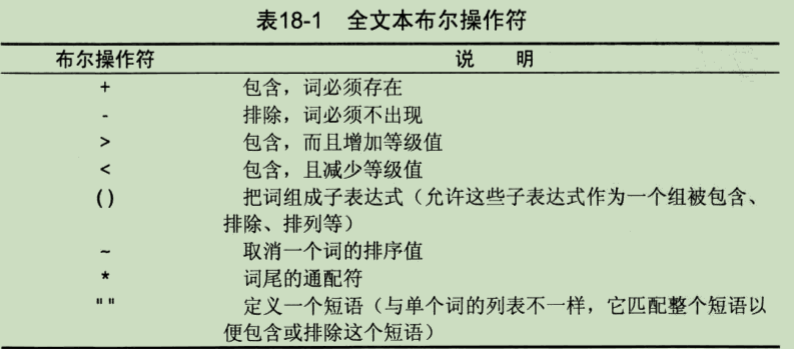 表18-1 全文本布尔操作符
布尔操作符 说 明
+ 包含，词必须存在
- 排除，词必须不出现
> 包含，而且增加等级值
< 包含，且减少等级值
() 把词组成子表达式（允许这些子表达式作为一个组被包含、
排除、排列等）
~ 取消一个词的排序值
* 词尾的通配符
"" 定义一个短语（与单个词的列表不一样，它匹配整个短语以
便包含或排除这个短语）